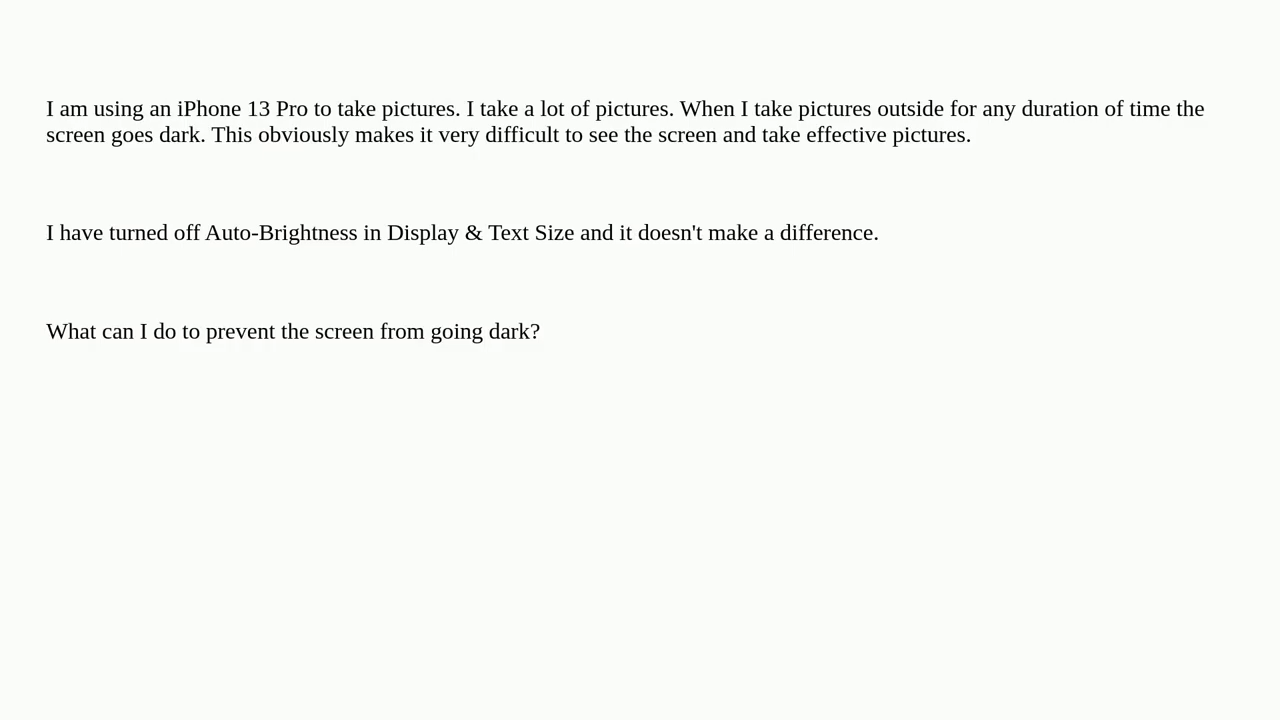 I am using an iPhone 13 Pro to take pictures. I take a lot of pictures. When I take pictures outside for any duration of time the
screen goes dark. This obviously makes it very difficult to see the screen and take effective pictures.
I have turned off Auto-Brightness in Display & Text Size and it doesn't make a difference.
What can I do to prevent the screen from going dark?